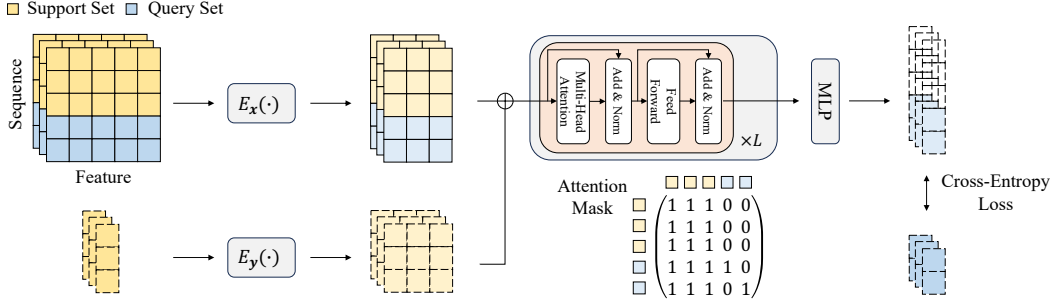 Support Set Query Set
Sequence
Feature
E_x(·)
E_y(·)
Multi-Head
Attention
Add & Norm
Feed
Forward
Add & Norm
×L
MLP
Attention
Mask
1 1 1 0 0
1 1 1 0 0
1 1 1 0 0
1 1 1 1 0
1 1 1 0 1
Cross-Entropy
Loss